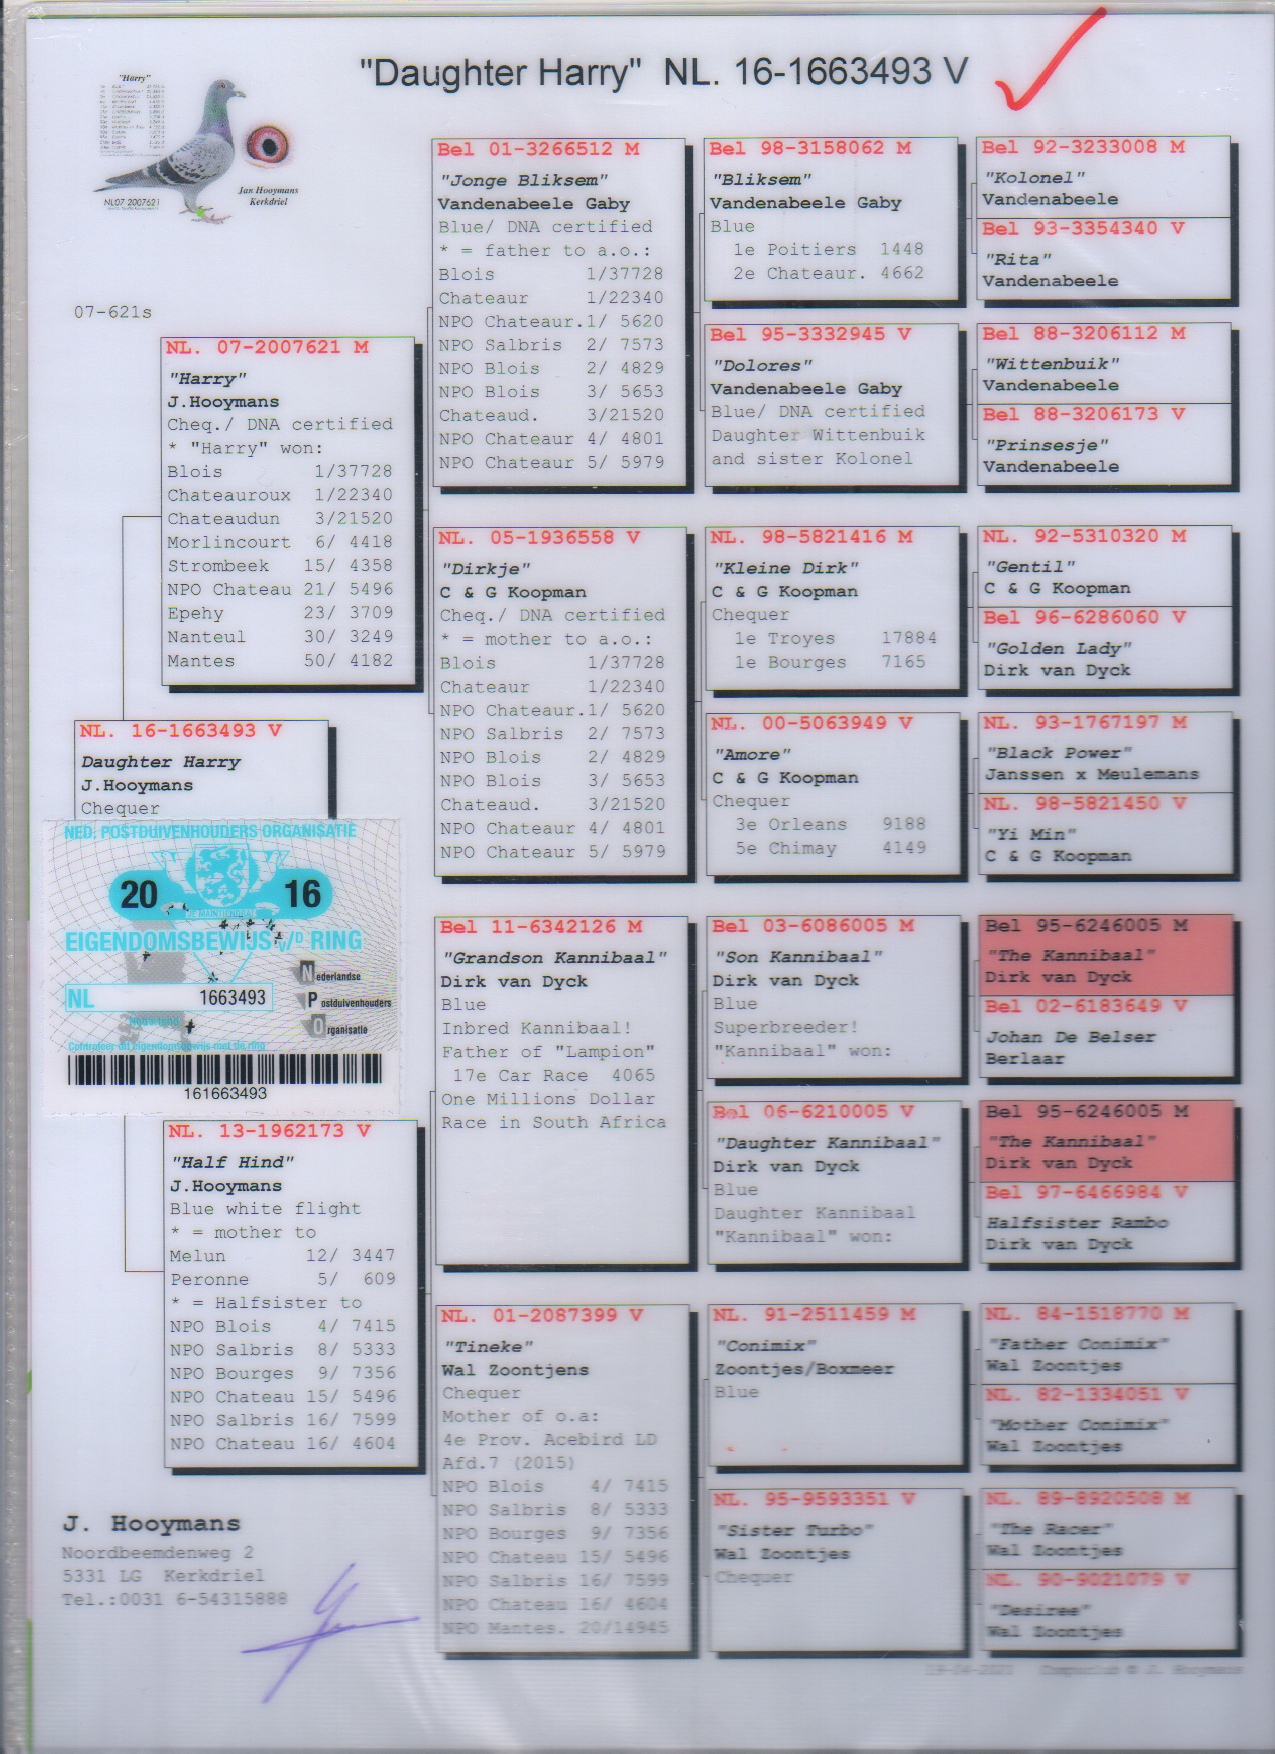 "Daughter Harry"  NL. 16-1663493 V
"Harry"
Jan Hooymans
Kerkdriel
NL07 2007621
07-621s
NL. 07-2007621 M
"Harry"
J.Hooymans
Cheq./ DNA certified
* "Harry" won:
Blois 1/37728
Chateauroux 1/22340
Chateaudun 3/21520
Morlincourt 6/ 4418
Strombeek 15/ 4358
NPO Chateau 21/ 5496
Epehy 23/ 3709
Nanteul 30/ 3249
Mantes 50/ 4182
NL. 16-1663493 V
Daughter Harry
J.Hooymans
Chequer
NED. POSTDUIVENHOUDERS ORGANISATIE
20 16
JE MAINTIENDRAI
EIGENDOMSBEWIJS v/D RING
NL 1663493
Nederland
Nederlandse
Postduivenhouders
Organisatie
Controleer dit eigendomsbewijs met de ring
161663493
NL. 13-1962173 V
"Half Hind"
J.Hooymans
Blue white flight
* = mother to
Melun 12/ 3447
Peronne 5/ 609
* = Halfsister to
NPO Blois 4/ 7415
NPO Salbris 8/ 5333
NPO Bourges 9/ 7356
NPO Chateau 15/ 5496
NPO Salbris 16/ 7599
NPO Chateau 16/ 4604
J. Hooymans
Noordbeemdenweg 2
5331 LG Kerkdriel
Tel.:0031 6-54315888
Bel 01-3266512 M
"Jonge Bliksem"
Vandenabeele Gaby
Blue/ DNA certified
* = father to a.o.:
Blois 1/37728
Chateaur 1/22340
NPO Chateaur.1/ 5620
NPO Salbris 2/ 7573
NPO Blois 2/ 4829
NPO Blois 3/ 5653
Chateaud. 3/21520
NPO Chateaur 4/ 4801
NPO Chateaur 5/ 5979
NL. 05-1936558 V
"Dirkje"
C & G Koopman
Cheq./ DNA certified
* = mother to a.o.:
Blois 1/37728
Chateaur 1/22340
NPO Chateaur.1/ 5620
NPO Salbris 2/ 7573
NPO Blois 2/ 4829
NPO Blois 3/ 5653
Chateaud. 3/21520
NPO Chateaur 4/ 4801
NPO Chateaur 5/ 5979
Bel 11-6342126 M
"Grandson Kannibaal"
Dirk van Dyck
Blue
Inbred Kannibaal!
Father of "Lampion"
17e Car Race 4065
One Millions Dollar
Race in South Africa
NL. 01-2087399 V
"Tineke"
Wal Zoontjens
Chequer
Mother of o.a:
4e Prov. Acebird LD
Afd.7 (2015)
NPO Blois 4/ 7415
NPO Salbris 8/ 5333
NPO Bourges 9/ 7356
NPO Chateau 15/ 5496
NPO Salbris 16/ 7599
NPO Chateau 16/ 4604
NPO Mantes. 20/14945
Bel 98-3158062 M
"Bliksem"
Vandenabeele Gaby
Blue
1e Poitiers 1448
2e Chateaur. 4662
Bel 95-3332945 V
"Dolores"
Vandenabeele Gaby
Blue/ DNA certified
Daughter Wittenbuik
and sister Kolonel
NL. 98-5821416 M
"Kleine Dirk"
C & G Koopman
Chequer
1e Troyes 17884
1e Bourges 7165
NL. 00-5063949 V
"Amore"
C & G Koopman
Chequer
3e Orleans 9188
5e Chimay 4149
Bel 03-6086005 M
"Son Kannibaal"
Dirk van Dyck
Blue
Superbreeder!
"Kannibaal" won:
Bel 06-6210005 V
"Daughter Kannibaal"
Dirk van Dyck
Blue
Daughter Kannibaal
"Kannibaal" won:
NL. 91-2511459 M
"Conimix"
Zoontjes/Boxmeer
Blue
NL. 95-9593351 V
"Sister Turbo"
Wal Zoontjes
Chequer
Bel 92-3233008 M
"Kolonel"
Vandenabeele
Bel 93-3354340 V
"Rita"
Vandenabeele
Bel 88-3206112 M
"Wittenbuik"
Vandenabeele
Bel 88-3206173 V
"Prinsesje"
Vandenabeele
NL. 92-5310320 M
"Gentil"
C & G Koopman
Bel 96-6286060 V
"Golden Lady"
Dirk van Dyck
NL. 93-1767197 M
"Black Power"
Janssen x Meulemans
NL. 98-5821450 V
"Yi Min"
C & G Koopman
Bel 95-6246005 M
"The Kannibaal"
Dirk van Dyck
Bel 02-6183649 V
Johan De Belser
Berlaar
Bel 95-6246005 M
"The Kannibaal"
Dirk van Dyck
Bel 97-6466984 V
Halfsister Rambo
Dirk van Dyck
NL. 84-1518770 M
"Father Conimix"
Wal Zoontjes
NL. 82-1334051 V
"Mother Conimix"
Wal Zoontjes
NL. 89-8920508 M
"The Racer"
Wal Zoontjes
NL. 90-9021079 V
"Desiree"
Wal Zoontjes
19-04-2021 Compuclub © J. Hooymans